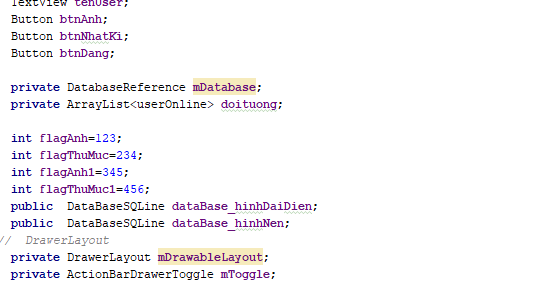 TextView tenUser;
Button btnAnh;
Button btnNhatKi;
Button btnDang;
private DatabaseReference mDatabase;
private ArrayList<userOnline> doituong;
int flagAnh=123;
int flagThuMuc=234;
int flagAnh1=345;
int flagThuMuc1=456;
public  DataBaseSQLine dataBase_hinhDaiDien;
public  DataBaseSQLine dataBase_hinhNen;
//  DrawerLayout
private DrawerLayout mDrawableLayout;
private ActionBarDrawerToggle mToggle;